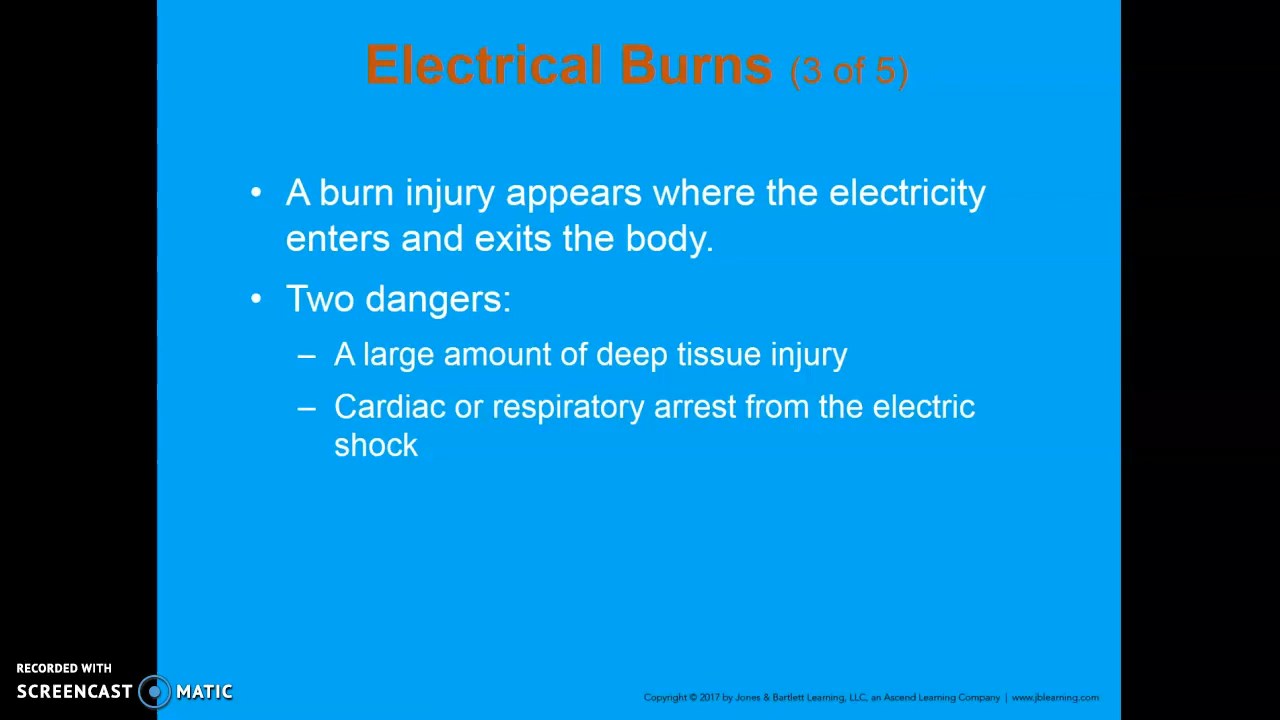 Electrical Burns (3 of 5)
• A burn injury appears where the electricity
enters and exits the body.
• Two dangers:
– A large amount of deep tissue injury
– Cardiac or respiratory arrest from the electric
shock
RECORDED WITH
SCREENCAST MATIC
Copyright © 2017 by Jones & Bartlett Learning, LLC, an Ascend Learning Company | www.jblearning.com